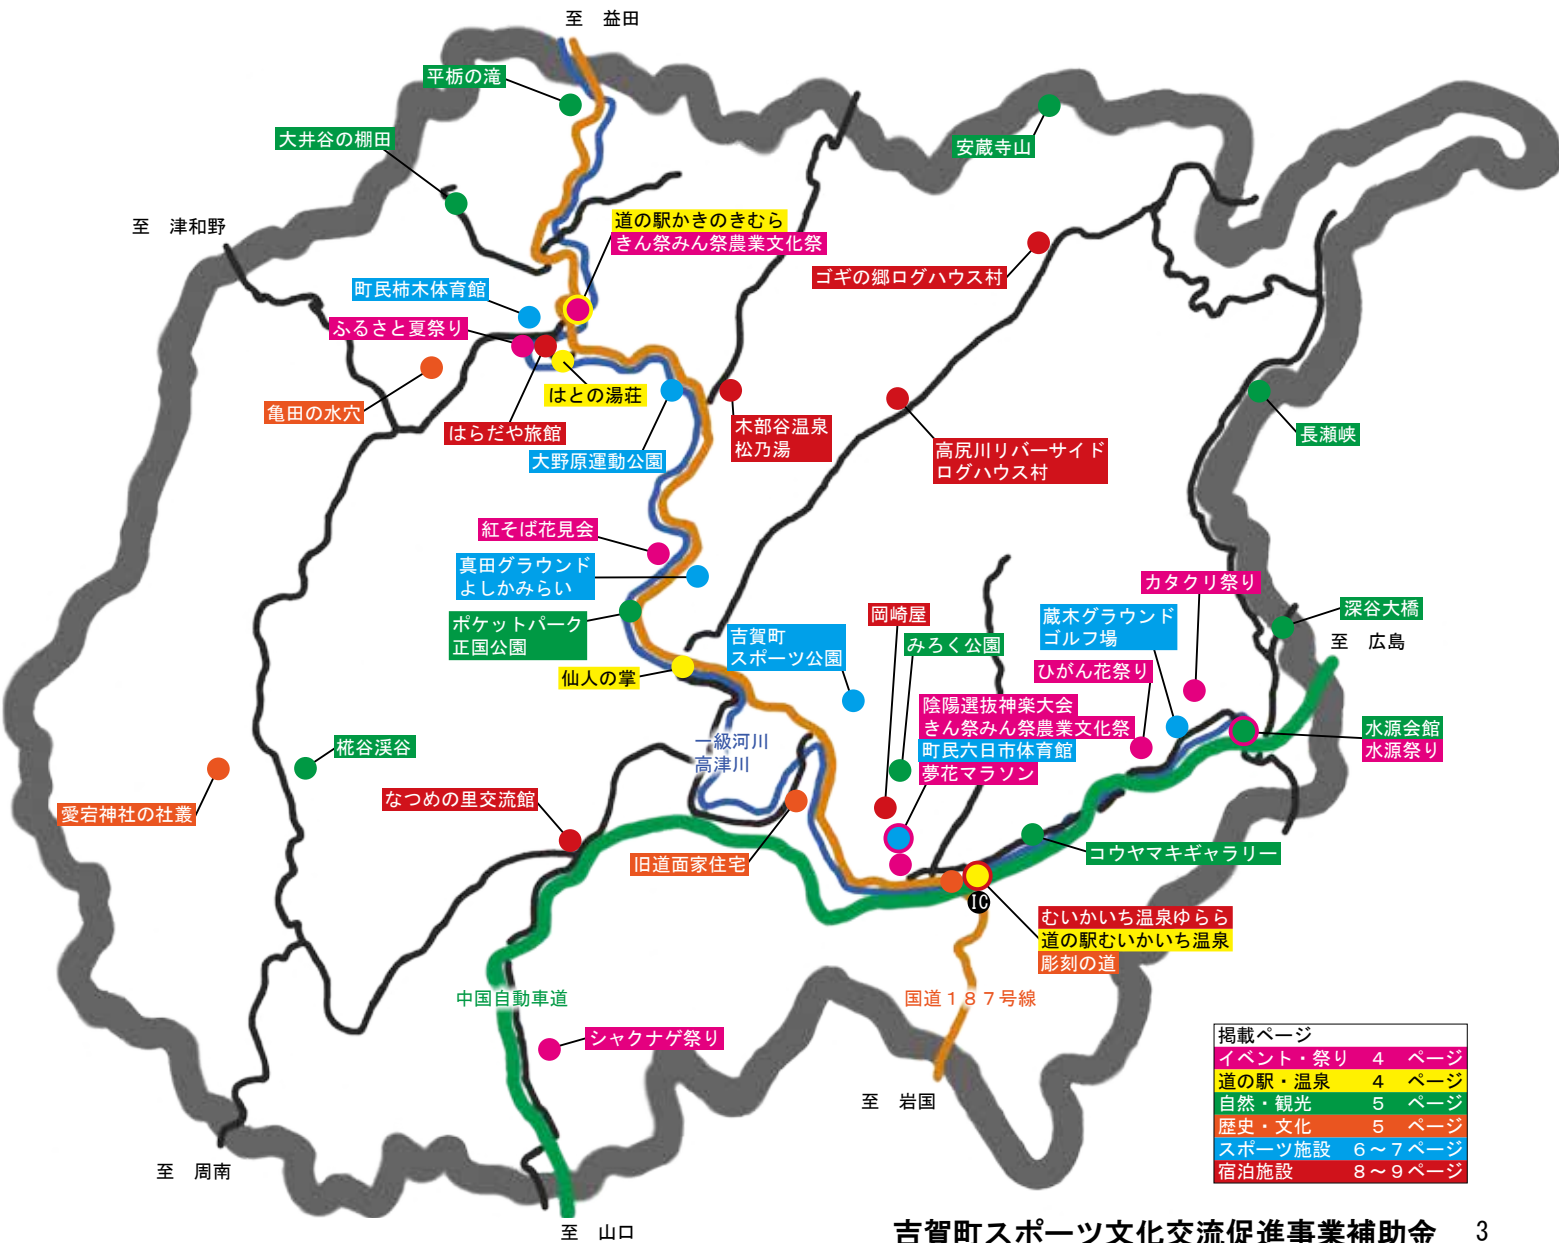 至　益田
平栃の滝
大井谷の棚田
安蔵寺山
至　津和野
道の駅かきのきむら
きん祭みん祭農業文化祭
ゴギの郷ログハウス村
町民柿木体育館
ふるさと夏祭り
はとの湯荘
亀田の水穴
はらだや旅館
大野原運動公園
木部谷温泉
松乃湯
高尻川リバーサイド
ログハウス村
長瀬峡
紅そば花見会
真田グラウンド
よしかみらい
ポケットパーク
正国公園
仙人の掌
吉賀町
スポーツ公園
岡崎屋
みろく公園
カタクリ祭り
蔵木グラウンド
ゴルフ場
ひがん花祭り
深谷大橋
至　広島
陰陽選抜神楽大会
きん祭みん祭農業文化祭
町民六日市体育館
夢花マラソン
水源会館
水源祭り
一級河川
高津川
椛谷渓谷
愛宕神社の社叢
なつめの里交流館
旧道面家住宅
コウヤマキギャラリー
IC
むいかいち温泉ゆらら
道の駅むいかいち温泉
彫刻の道
中国自動車道
国道１８７号線
シャクナゲ祭り
至　岩国
至　周南
至　山口
掲載ページ
イベント・祭り　４　ページ
道の駅・温泉　４　ページ
自然・観光　５　ページ
歴史・文化　５　ページ
スポーツ施設　６～７ページ
宿泊施設　８～９ページ
吉賀町スポーツ文化交流促進事業補助金　3